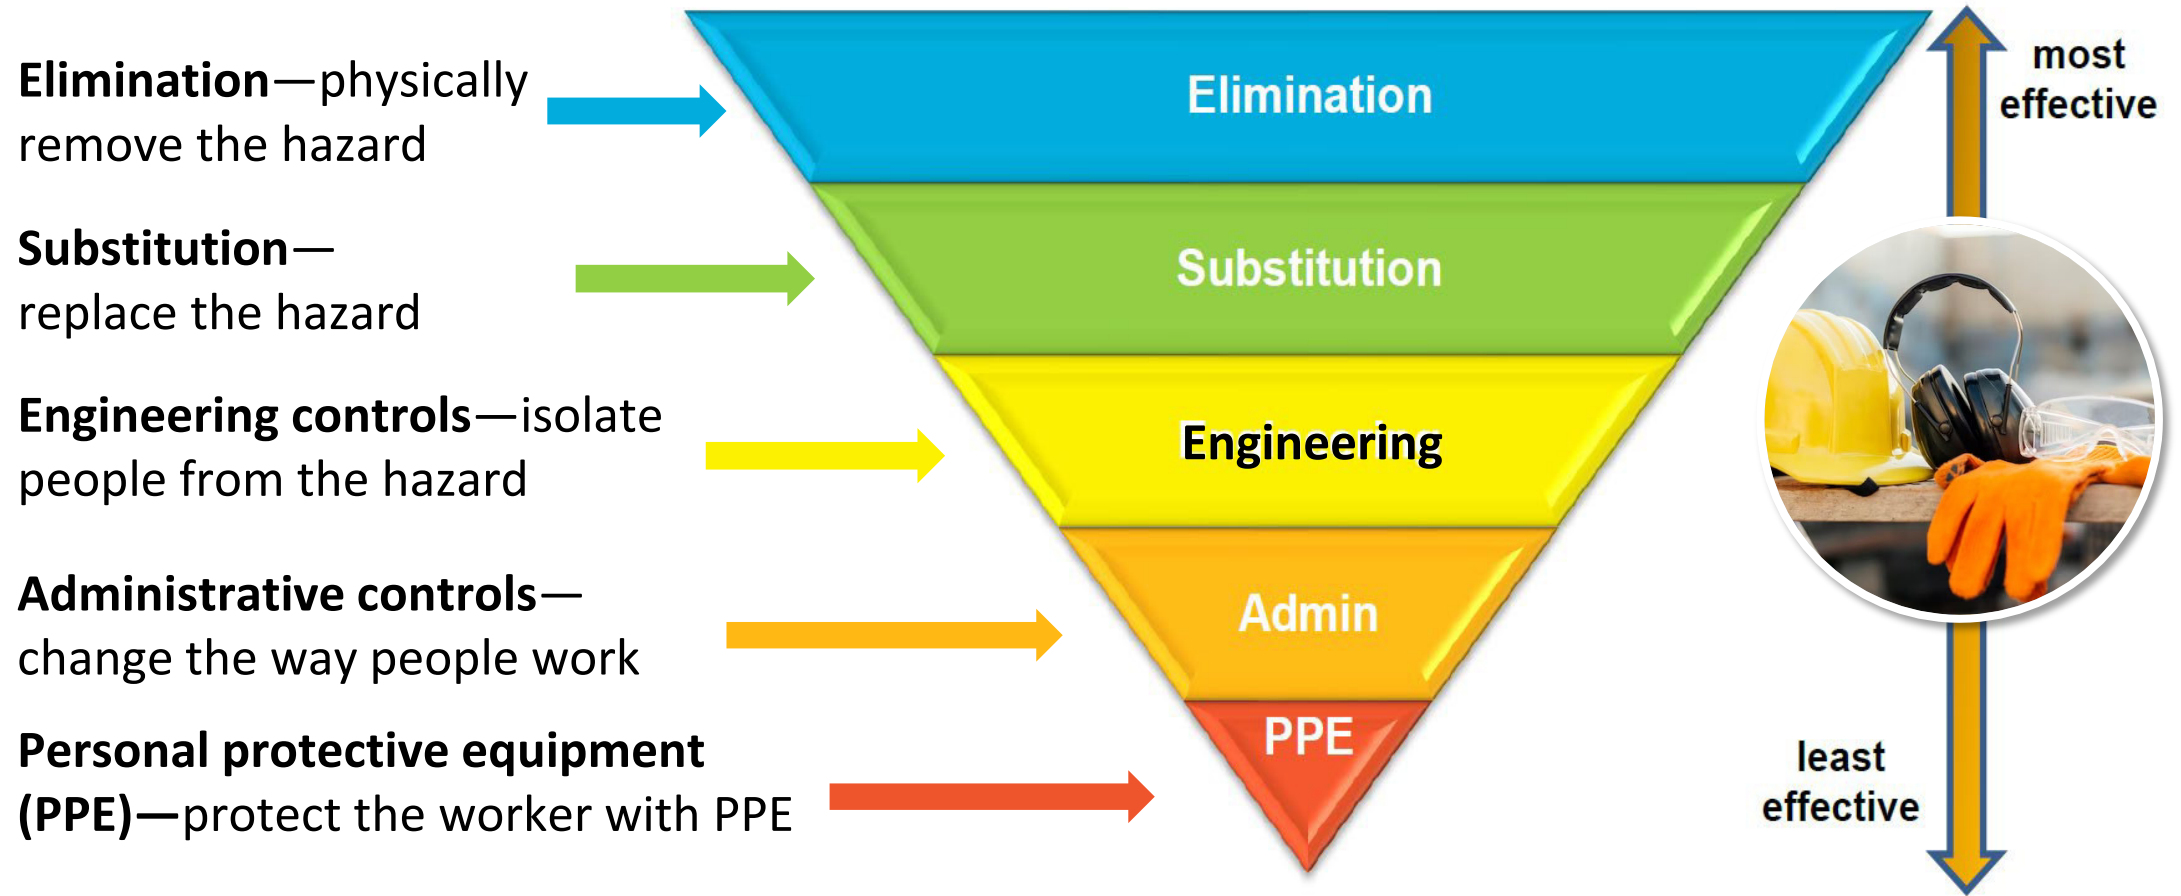 Elimination—physically
remove the hazard
Substitution—
replace the hazard
Engineering controls—isolate
people from the hazard
Administrative controls—
change the way people work
Personal protective equipment
(PPE)—protect the worker with PPE
Elimination
Substitution
Engineering
Admin
PPE
most
effective
least
effective